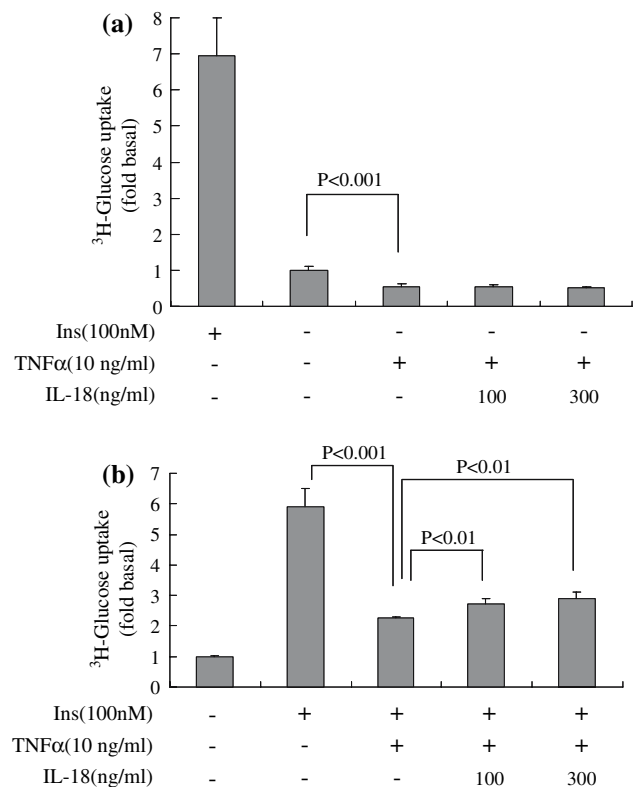 (a)
³H-Glucose uptake
(fold basal)
8
7
6
5
4
3
2
1
0
P<0.001
Ins(100nM) + - - - -
TNFα(10 ng/ml) - - + + +
IL-18(ng/ml) - - - 100 300
(b)
³H-Glucose uptake
(fold basal)
7
6
5
4
3
2
1
0
P<0.001
P<0.01
P<0.01
Ins(100nM) - + + + +
TNFα(10 ng/ml) - - + + +
IL-18(ng/ml) - - - 100 300